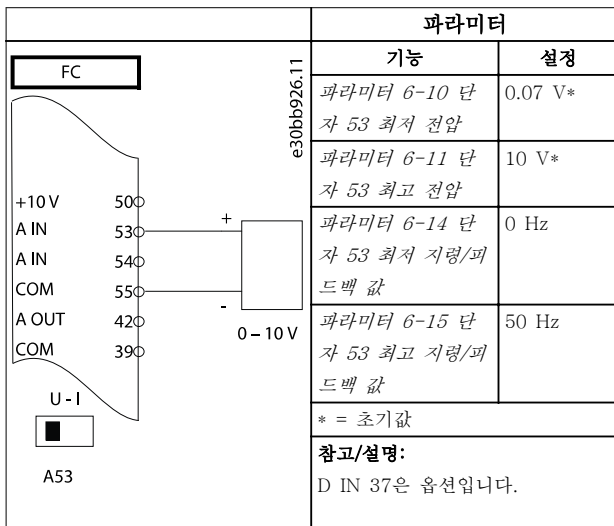 파라미터
기능 설정
파라미터 6-10 단
자 53 최저 전압
0.07 V*
파라미터 6-11 단
자 53 최고 전압
10 V*
파라미터 6-14 단
자 53 최저 지령/피
드백 값
0 Hz
파라미터 6-15 단
자 53 최고 지령/피
드백 값
50 Hz
* = 초기값
참고/설명:
D IN 37은 옵션입니다.
FC
e30bb926.11
+10 V 50
A IN 53
A IN 54
COM 55
A OUT 42
COM 39
+
-
0 – 10 V
U - I
A53